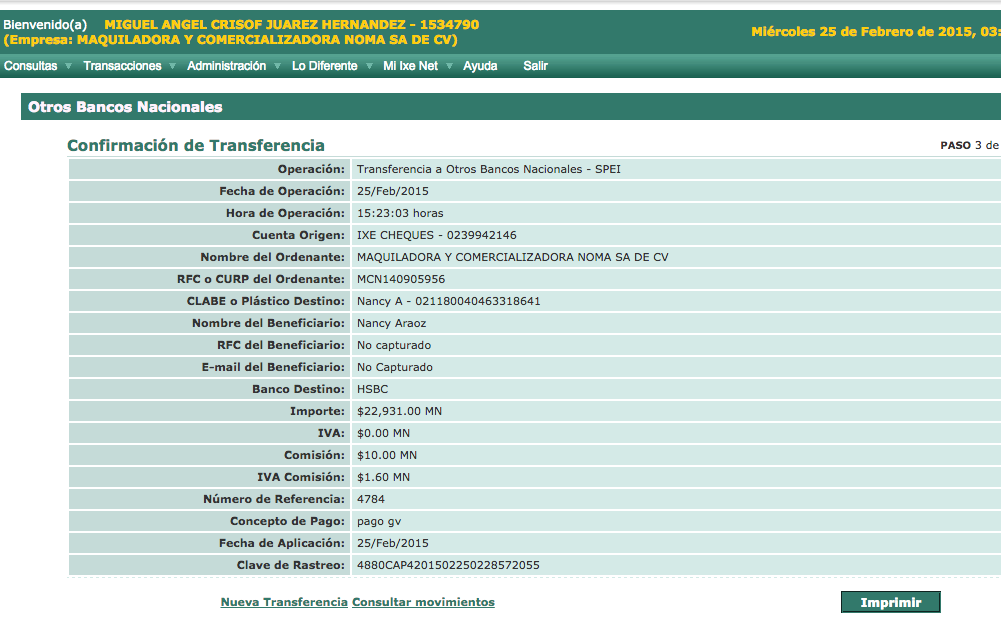 Bienvenido(a) MIGUEL ANGEL CRISOF JUAREZ HERNANDEZ - 1534790
(Empresa: MAQUILADORA Y COMERCIALIZADORA NOMA SA DE CV)
Miércoles 25 de Febrero de 2015, 03:
Consultas Transacciones Administración Lo Diferente Mi Ixe Net Ayuda Salir
Otros Bancos Nacionales
Confirmación de Transferencia PASO 3 de
Operación: Transferencia a Otros Bancos Nacionales - SPEI
Fecha de Operación: 25/Feb/2015
Hora de Operación: 15:23:03 horas
Cuenta Origen: IXE CHEQUES - 0239942146
Nombre del Ordenante: MAQUILADORA Y COMERCIALIZADORA NOMA SA DE CV
RFC o CURP del Ordenante: MCN140905956
CLABE o Plástico Destino: Nancy A - 021180040463318641
Nombre del Beneficiario: Nancy Araoz
RFC del Beneficiario: No capturado
E-mail del Beneficiario: No Capturado
Banco Destino: HSBC
Importe: $22,931.00 MN
IVA: $0.00 MN
Comisión: $10.00 MN
IVA Comisión: $1.60 MN
Número de Referencia: 4784
Concepto de Pago: pago gv
Fecha de Aplicación: 25/Feb/2015
Clave de Rastreo: 4880CAP4201502250228572055
Nueva Transferencia Consultar movimientos Imprimir